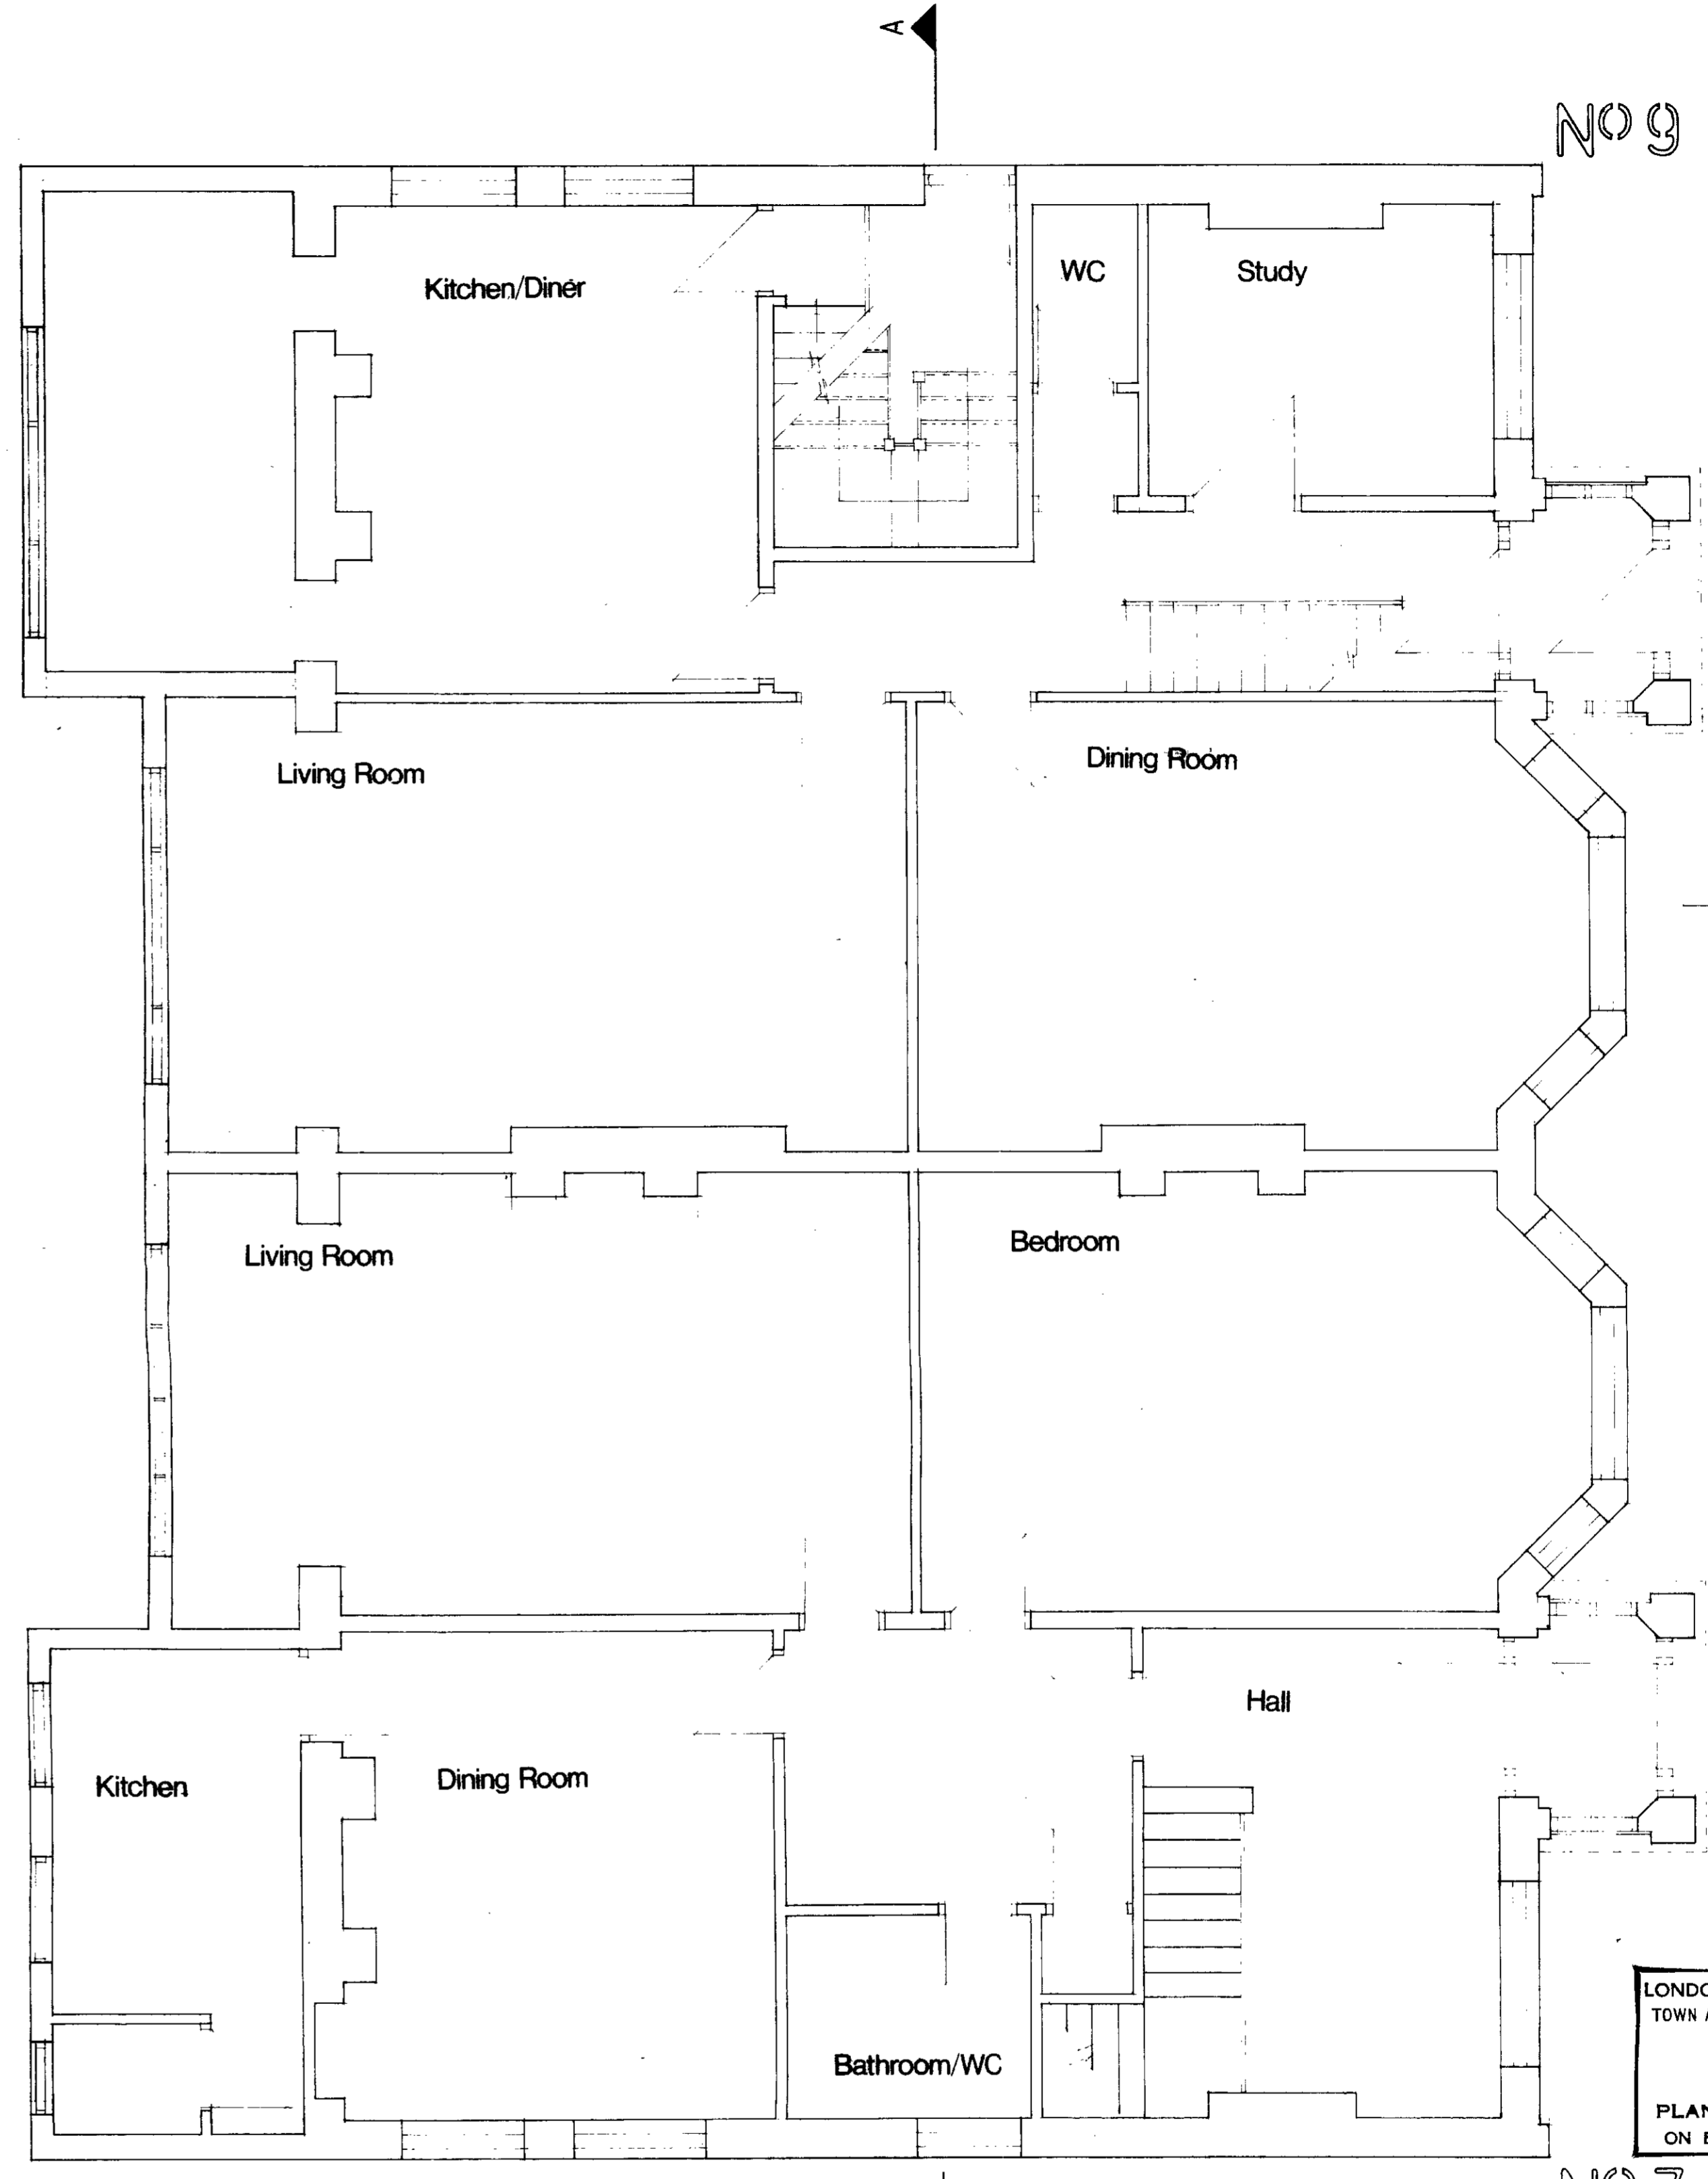 A
Nº 9
Kitchen/Diner
WC
Study
Living Room
Dining Room
Living Room
Bedroom
Hall
Kitchen
Dining Room
Bathroom/WC
LONDO
TOWN
PLAN
ON